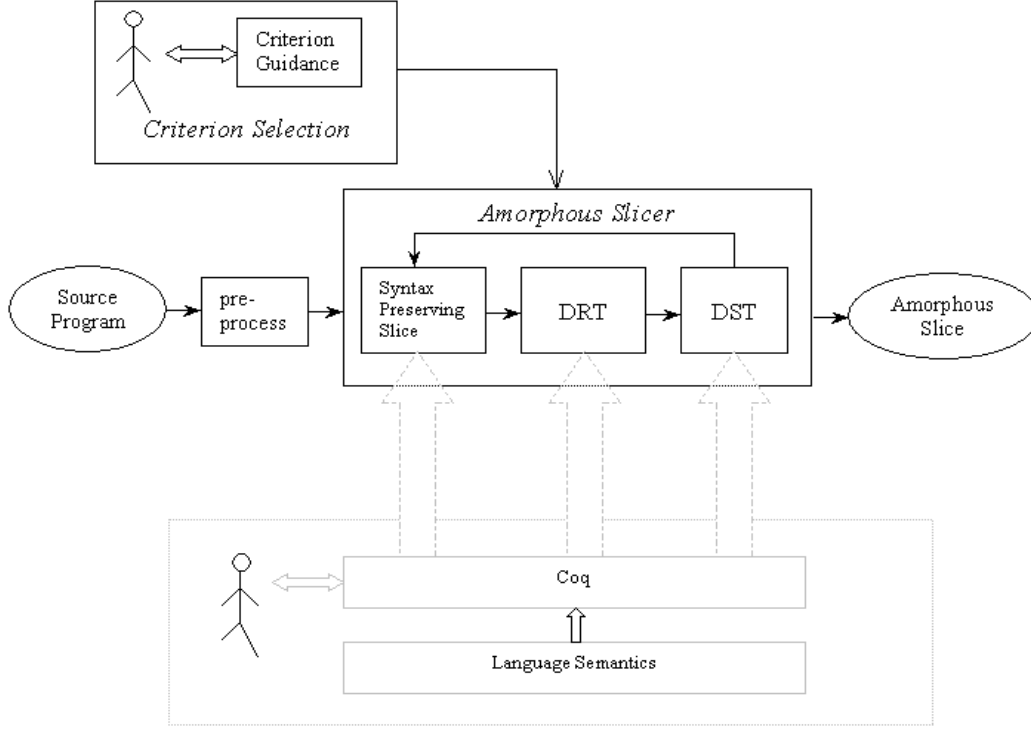 Criterion
Guidance
Criterion Selection
Amorphous Slicer
Source
Program
pre-
process
Syntax
Preserving
Slice
DRT
DST
Amorphous
Slice
Coq
Language Semantics